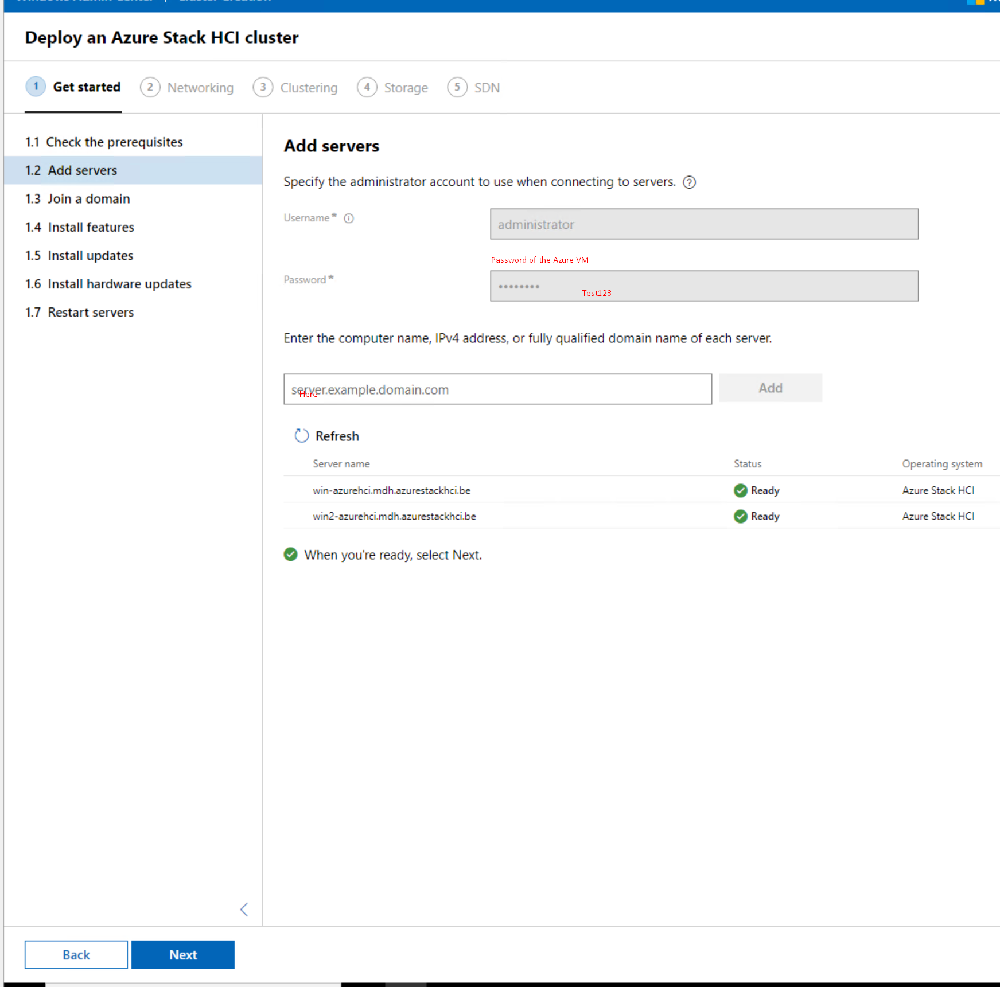 Windows Admin Center | Cluster Creation
Deploy an Azure Stack HCI cluster
1 Get started 2 Networking 3 Clustering 4 Storage 5 SDN
1.1 Check the prerequisites
1.2 Add servers
1.3 Join a domain
1.4 Install features
1.5 Install updates
1.6 Install hardware updates
1.7 Restart servers
Add servers
Specify the administrator account to use when connecting to servers.
Username*
administrator
Password of the Azure VM
Password*
••••••••
Test123
Enter the computer name, IPv4 address, or fully qualified domain name of each server.
server.example.domain.com
Here
Add
Refresh
Server name Status Operating system
win-azurehci.mdh.azurestackhci.be Ready Azure Stack HCI
win2-azurehci.mdh.azurestackhci.be Ready Azure Stack HCI
When you're ready, select Next.
Back Next